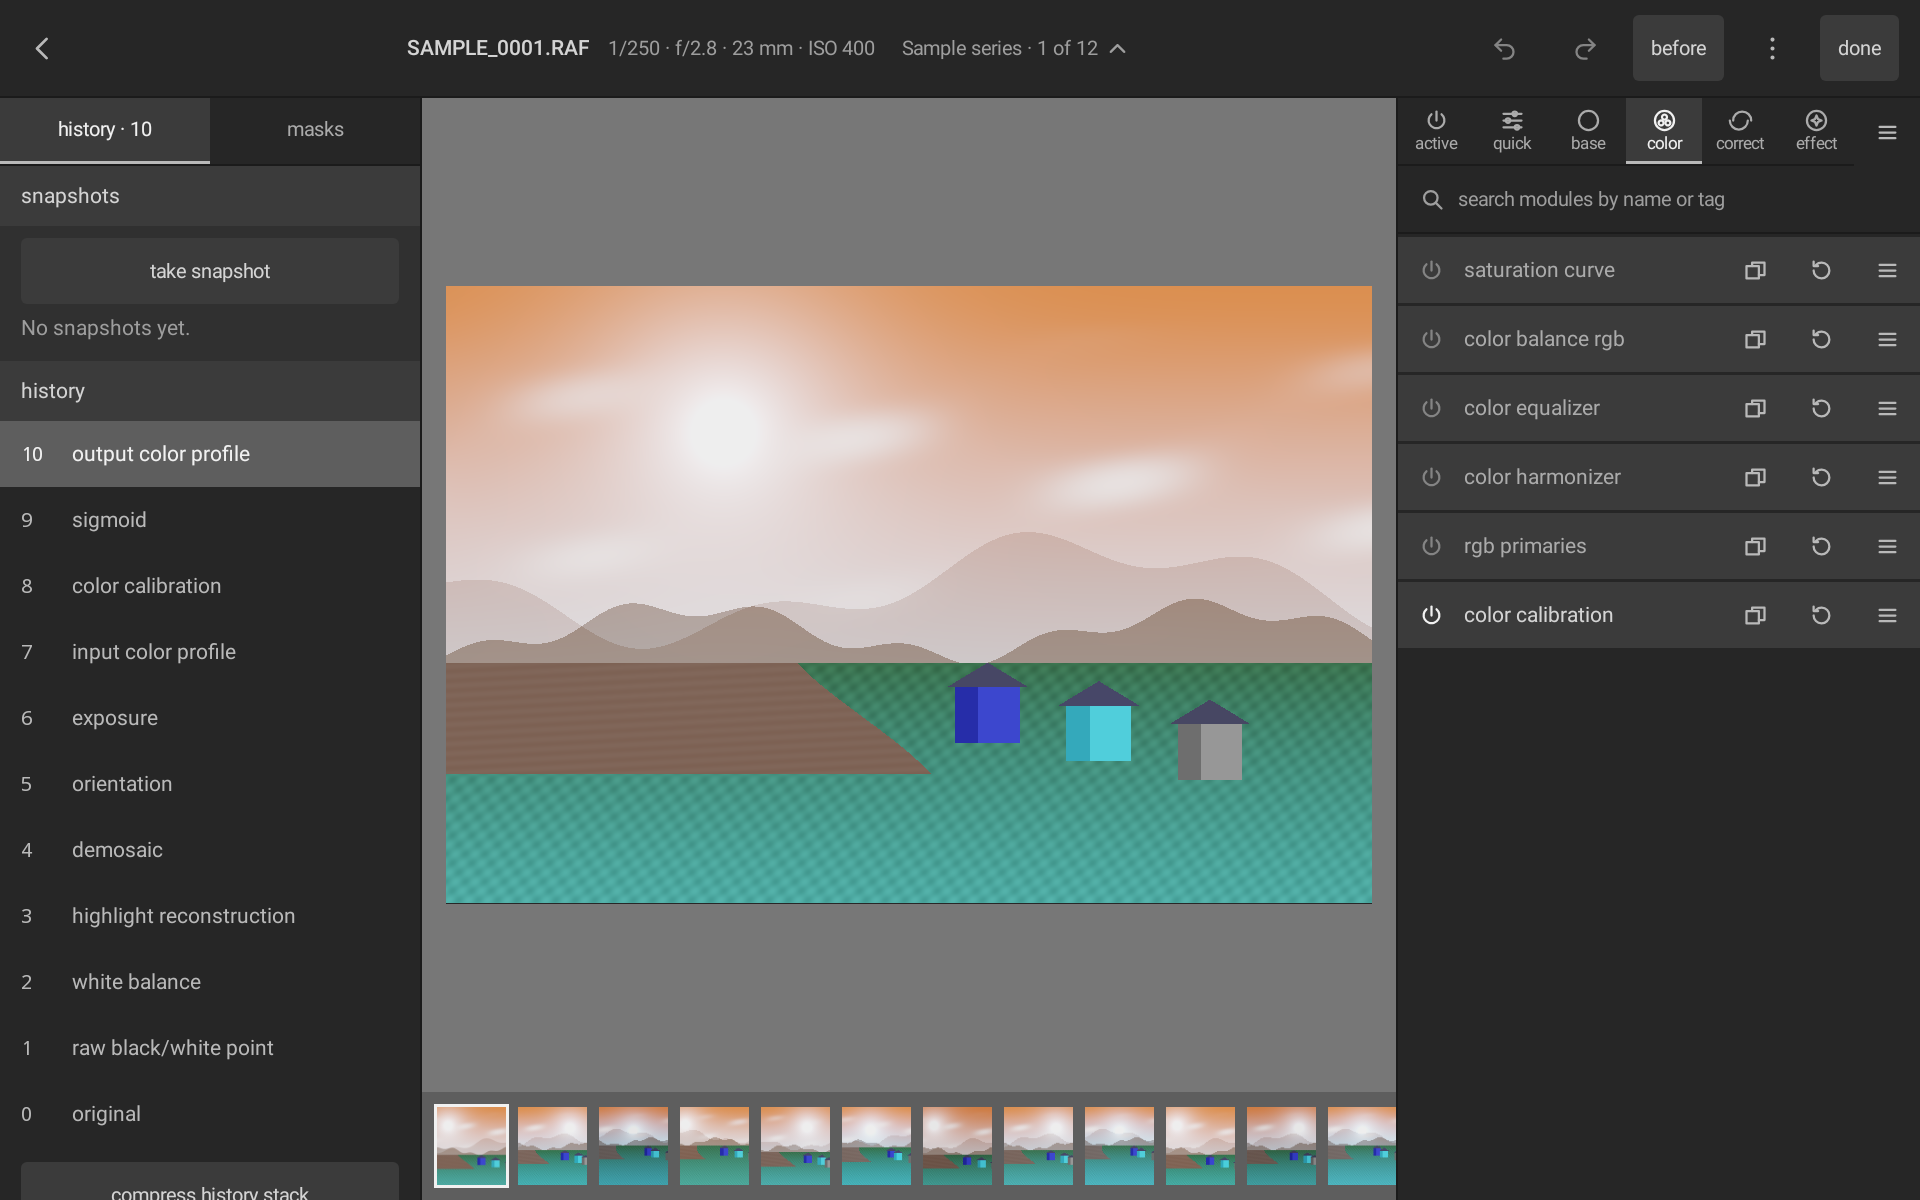 SAMPLE_0001.RAF 1/250 · f/2.8 · 23 mm · ISO 400 Sample series · 1 of 12
before
done
history · 10
masks
snapshots
take snapshot
No snapshots yet.
history
10 output color profile
9 sigmoid
8 color calibration
7 input color profile
6 exposure
5 orientation
4 demosaic
3 highlight reconstruction
2 white balance
1 raw black/white point
0 original
compress history stack
active
quick
base
color
correct
effect
search modules by name or tag
saturation curve
color balance rgb
color equalizer
color harmonizer
rgb primaries
color calibration